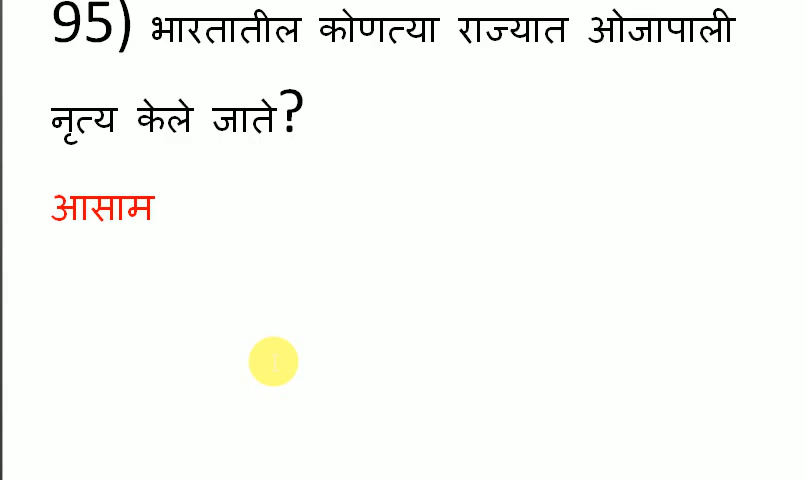 95) भारतातील कोणत्या राज्यात ओजापाली
नृत्य केले जाते?
आसाम